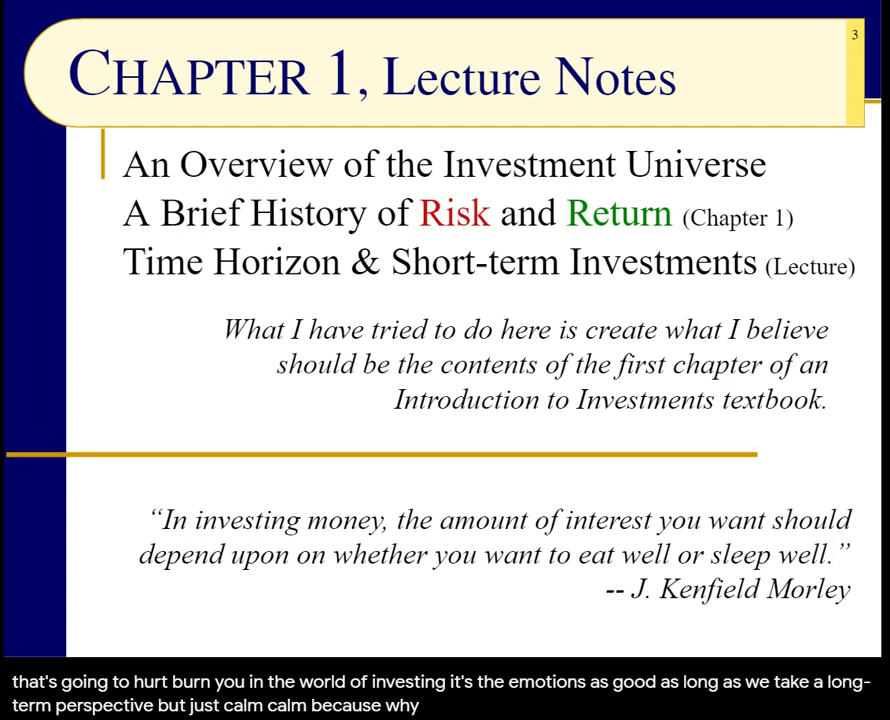 3
CHAPTER 1, Lecture Notes
An Overview of the Investment Universe
A Brief History of Risk and Return (Chapter 1)
Time Horizon & Short-term Investments (Lecture)
What I have tried to do here is create what I believe
should be the contents of the first chapter of an
Introduction to Investments textbook.
“In investing money, the amount of interest you want should
depend upon on whether you want to eat well or sleep well.”
-- J. Kenfield Morley
that's going to hurt burn you in the world of investing it's the emotions as good as long as we take a long-
term perspective but just calm calm because why